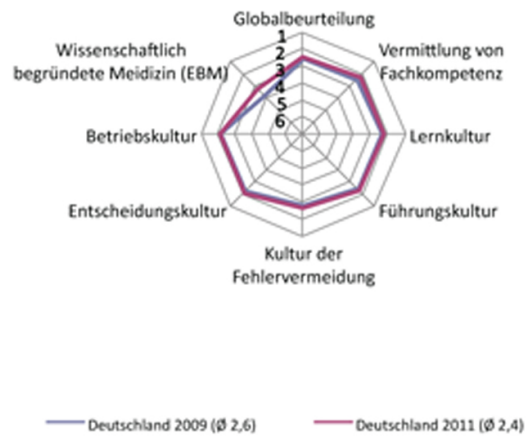 Globalbeurteilung
1
2
3
4
5
6
Wissenschaftlich
begründete Meidizin (EBM)
Vermittlung von
Fachkompetenz
Betriebskultur
Lernkultur
Entscheidungskultur
Führungskultur
Kultur der
Fehlervermeidung
Deutschland 2009 (Ø 2,6)
Deutschland 2011 (Ø 2,4)